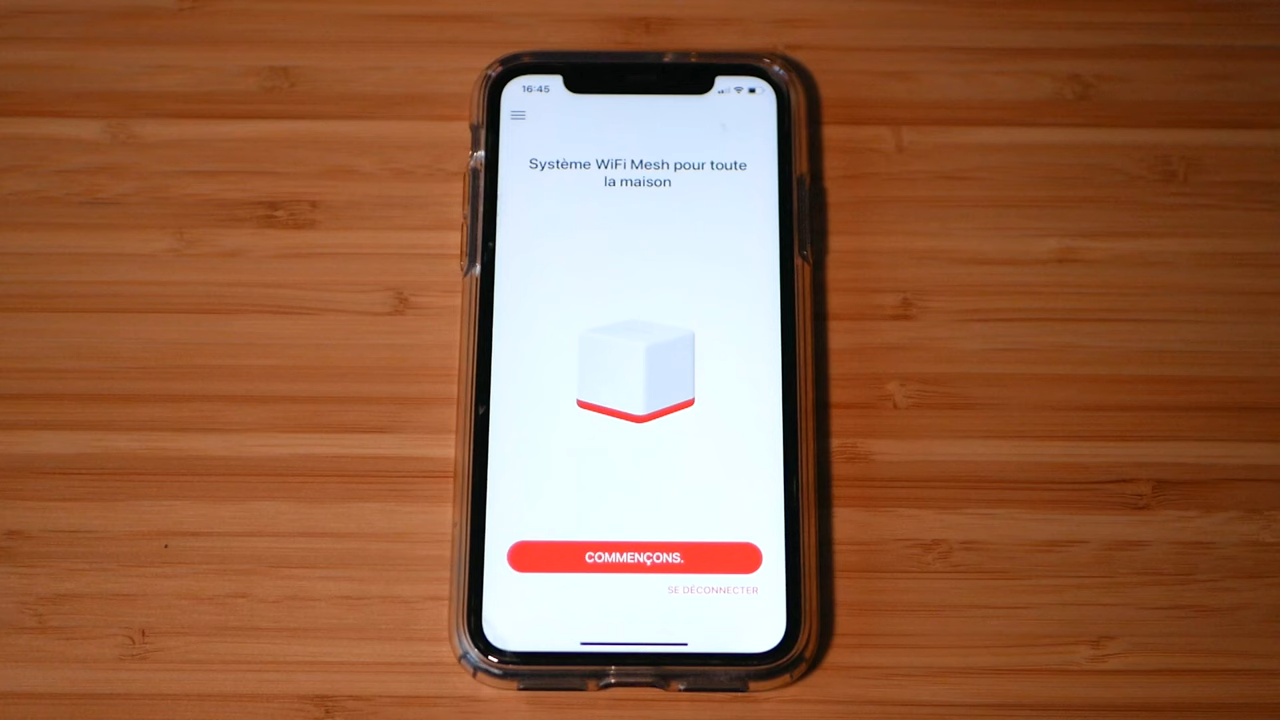 16:45
Système WiFi Mesh pour toute
la maison
COMMENÇONS.
SE DÉCONNECTER